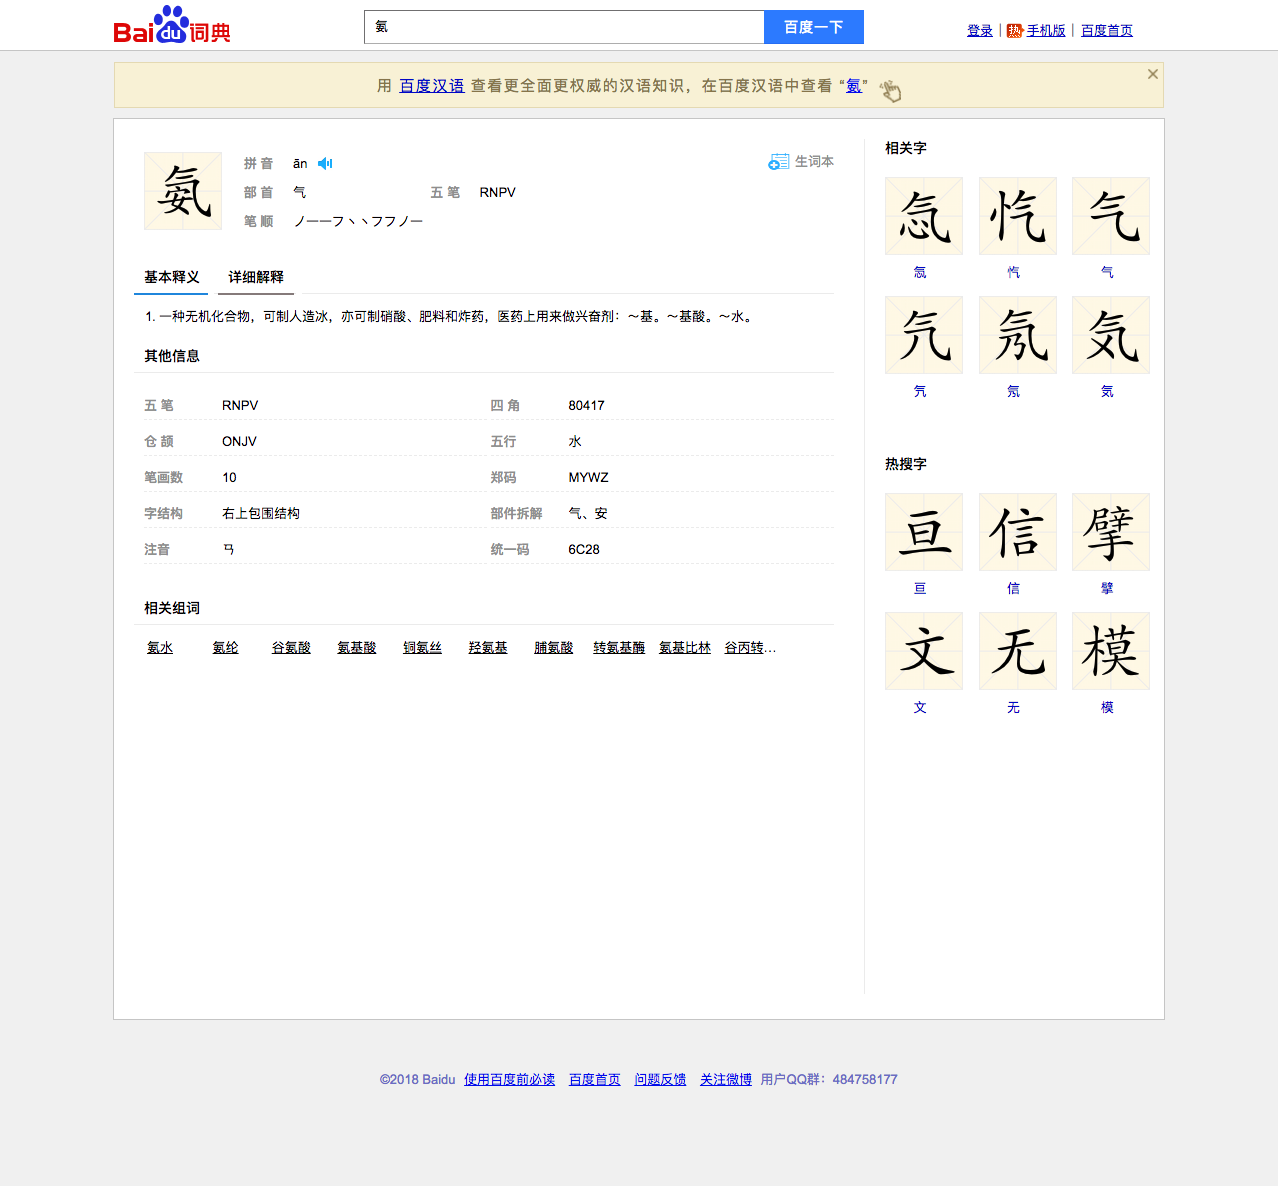 Bai du 词典
氨
百度一下
登录 | 热 手机版 | 百度首页
用 百度汉语 查看更全面更权威的汉语知识，在百度汉语中查看 “氨”
氨
拼 音 ān
生词本
部 首 气 五 笔 RNPV
笔 顺 ノ一一フ丶丶フフノ一
基本释义 详细解释
1. 一种无机化合物，可制人造冰，亦可制硝酸、肥料和炸药，医药上用来做兴奋剂：～基。～基酸。～水。
其他信息
五 笔 RNPV 四 角 80417
仓 颉 ONJV 五行 水
笔画数 10 郑码 MYWZ
字结构 右上包围结构 部件拆解 气、安
注音 ㄢ 统一码 6C28
相关组词
氨水 氨纶 谷氨酸 氨基酸 铜氨丝 羟氨基 脯氨酸 转氨基酶 氨基比林 谷丙转…
相关字
忥 忾 气
忥 忾 气
氕 氖 気
氕 氖 気
热搜字
亘 信 擘
亘 信 擘
文 无 模
文 无 模
©2018 Baidu 使用百度前必读 百度首页 问题反馈 关注微博 用户QQ群：484758177